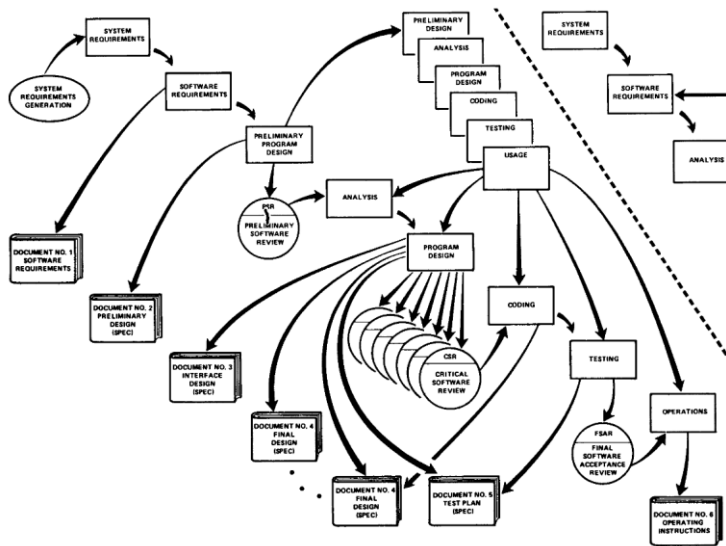 PRELIMINARY
DESIGN
ANALYSIS
PROGRAM
DESIGN
CODING
TESTING
USAGE
SYSTEM
REQUIREMENTS
SYSTEM
REQUIREMENTS
GENERATION
SOFTWARE
REQUIREMENTS
PRELIMINARY
PROGRAM
DESIGN
PSR
PRELIMINARY
SOFTWARE
REVIEW
ANALYSIS
PROGRAM
DESIGN
CODING
TESTING
OPERATIONS
CSR
CRITICAL
SOFTWARE
REVIEW
FSAR
FINAL
SOFTWARE
ACCEPTANCE
REVIEW
DOCUMENT NO. 1
SOFTWARE
REQUIREMENTS
DOCUMENT NO. 2
PRELIMINARY
DESIGN
(SPEC)
DOCUMENT NO. 3
INTERFACE
DESIGN
(SPEC)
DOCUMENT NO. 4
FINAL
DESIGN
(SPEC)
DOCUMENT NO. 4
FINAL
DESIGN
(SPEC)
DOCUMENT NO. 5
TEST PLAN
(SPEC)
DOCUMENT NO. 6
OPERATING
INSTRUCTIONS
SYSTEM
REQUIREMENTS
SOFTWARE
REQUIREMENTS
ANALYSIS